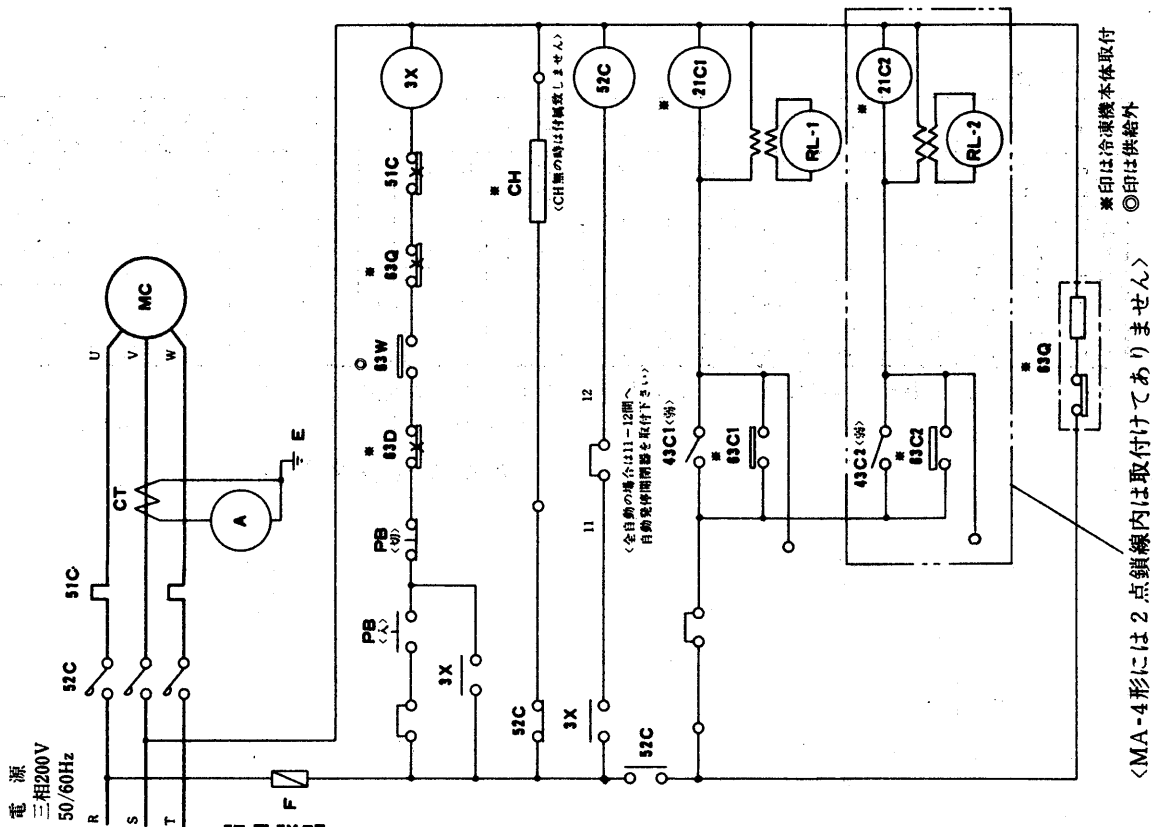 電源
三相200V
50/60Hz
R
S
T
52C
51C
CT
A
E
U
V
W
MC
F
PB
〈入〉
3X
PB
〈切〉
※
63D
◎
63W
※
63Q
51C
3X
52C
※
CH
〈CH無の時は付属致しません〉
3X
11
12
〈全自動の場合は11-12間へ
自動発停開閉器を取付下さい〉
52C
52C
43C1〈弱〉
※
63C1
※
21C1
RL-1
43C2〈弱〉
※
63C2
※
21C2
RL-2
※
63Q
※印は冷凍機本体取付
◎印は供給外
〈MA-4形には2点鎖線内は取付けてありません〉